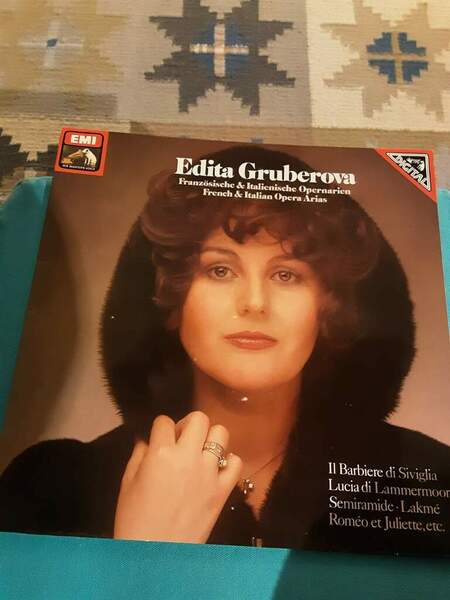 EMI
Edita Gruberova
DIGITAL
Französische & Italienische Opernarien
French & Italian Opera Arias
Il Barbiere di Siviglia
Lucia di Lammermoor
Semiramide · Lakmé
Roméo et Juliette, etc.